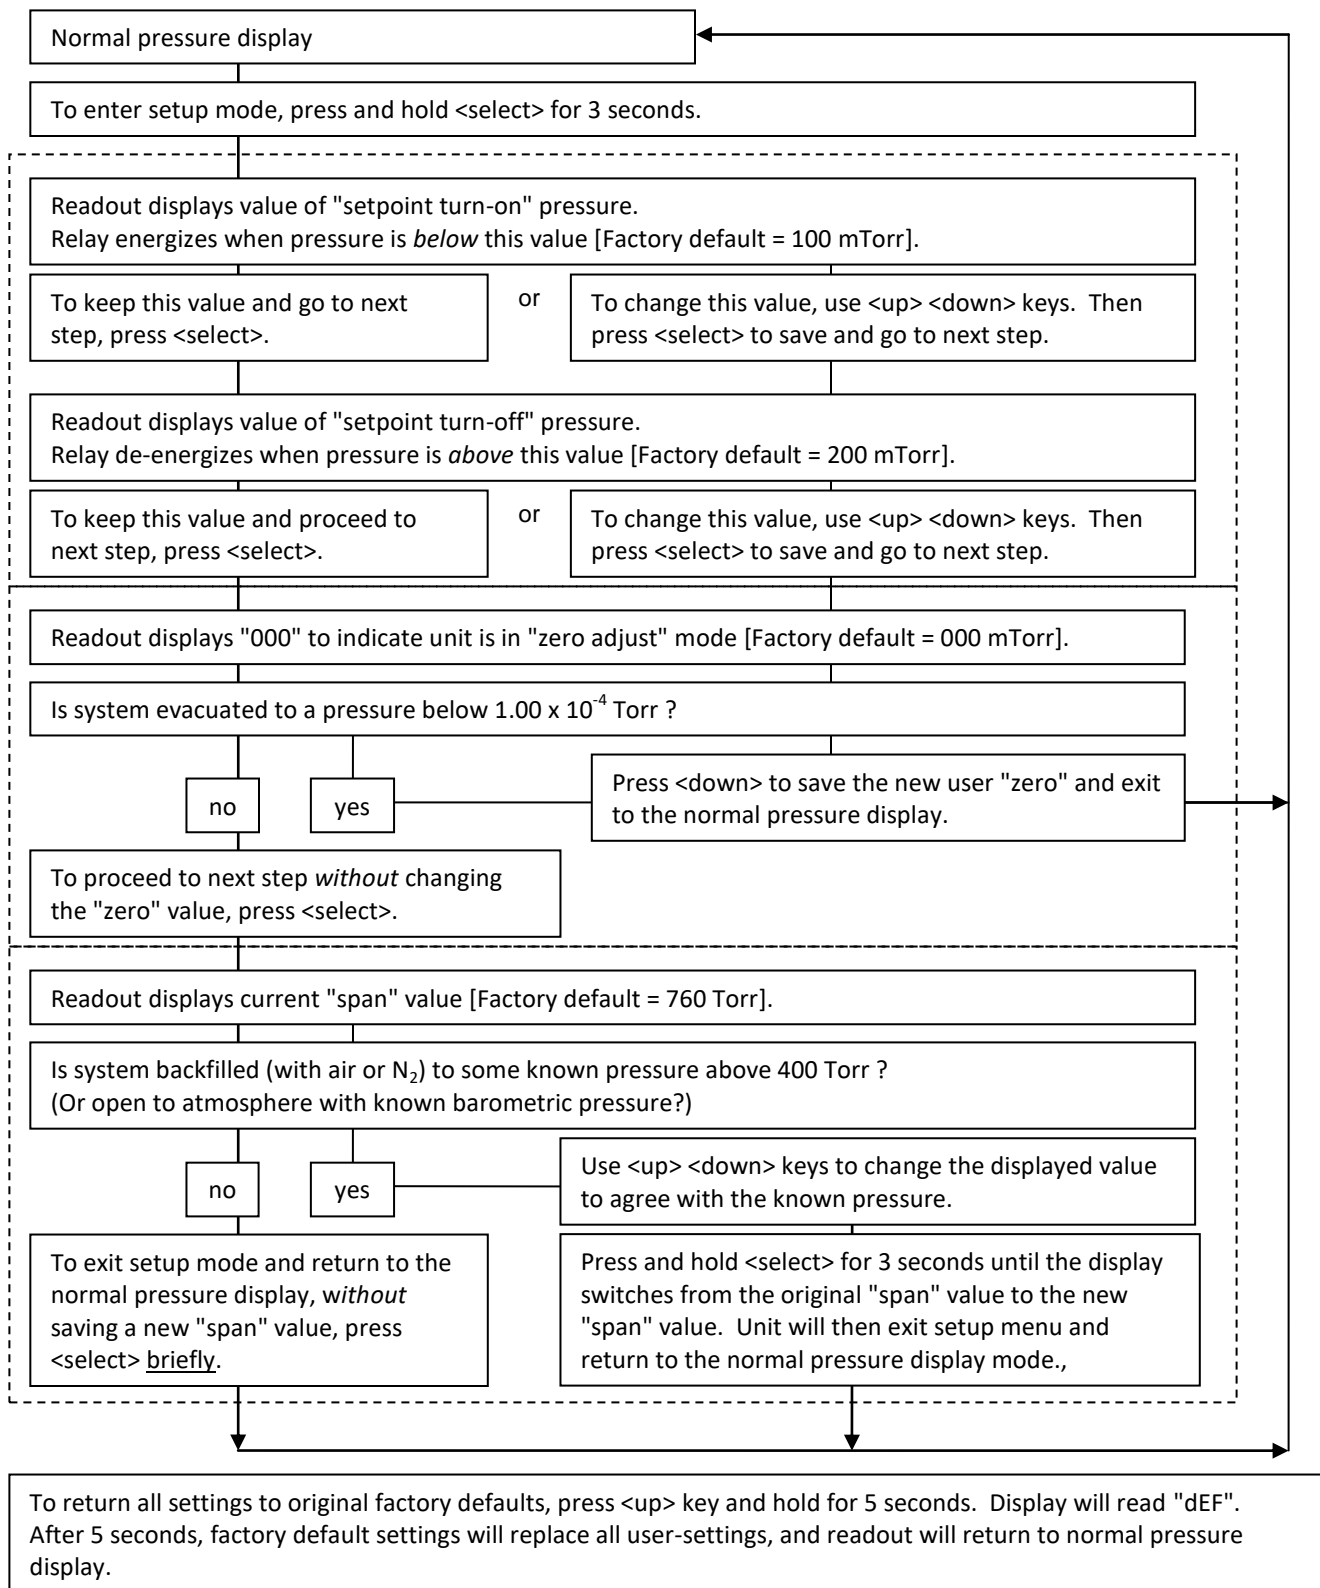 Normal pressure display
To enter setup mode, press and hold <select> for 3 seconds.
Readout displays value of "setpoint turn-on" pressure.
Relay energizes when pressure is below this value [Factory default = 100 mTorr].
To keep this value and go to next
step, press <select>.
or
To change this value, use <up> <down> keys.  Then
press <select> to save and go to next step.
Readout displays value of "setpoint turn-off" pressure.
Relay de-energizes when pressure is above this value [Factory default = 200 mTorr].
To keep this value and proceed to
next step, press <select>.
or
To change this value, use <up> <down> keys.  Then
press <select> to save and go to next step.
Readout displays "000" to indicate unit is in "zero adjust" mode [Factory default = 000 mTorr].
Is system evacuated to a pressure below 1.00 x 10⁻⁴ Torr ?
no
yes
Press <down> to save the new user "zero" and exit
to the normal pressure display.
To proceed to next step without changing
the "zero" value, press <select>.
Readout displays current "span" value [Factory default = 760 Torr].
Is system backfilled (with air or N₂) to some known pressure above 400 Torr ?
(Or open to atmosphere with known barometric pressure?)
no
yes
Use <up> <down> keys to change the displayed value
to agree with the known pressure.
To exit setup mode and return to the
normal pressure display, without
saving a new "span" value, press
<select> briefly.
Press and hold <select> for 3 seconds until the display
switches from the original "span" value to the new
"span" value.  Unit will then exit setup menu and
return to the normal pressure display mode.,
To return all settings to original factory defaults, press <up> key and hold for 5 seconds.  Display will read "dEF".
After 5 seconds, factory default settings will replace all user-settings, and readout will return to normal pressure
display.